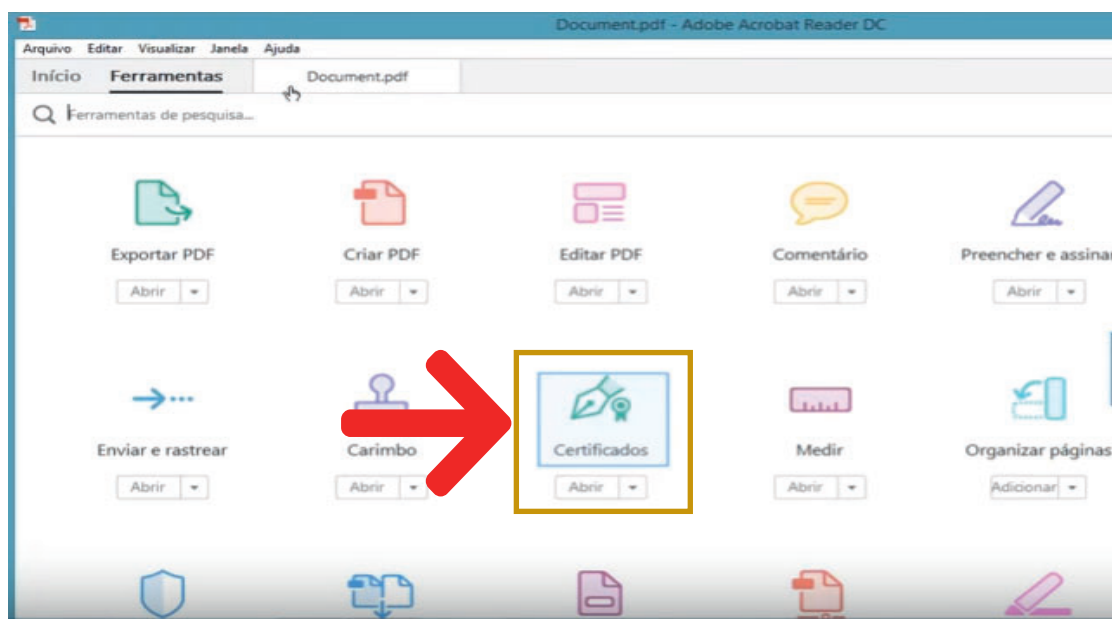 Document.pdf - Adobe Acrobat Reader DC
Arquivo Editar Visualizar Janela Ajuda
Início Ferramentas Document.pdf
Ferramentas de pesquisa...
Exportar PDF Criar PDF Editar PDF Comentário Preencher e assinar
Abrir Abrir Abrir Abrir Abrir
Enviar e rastrear Carimbo Certificados Medir Organizar páginas
Abrir Abrir Abrir Abrir Adicionar